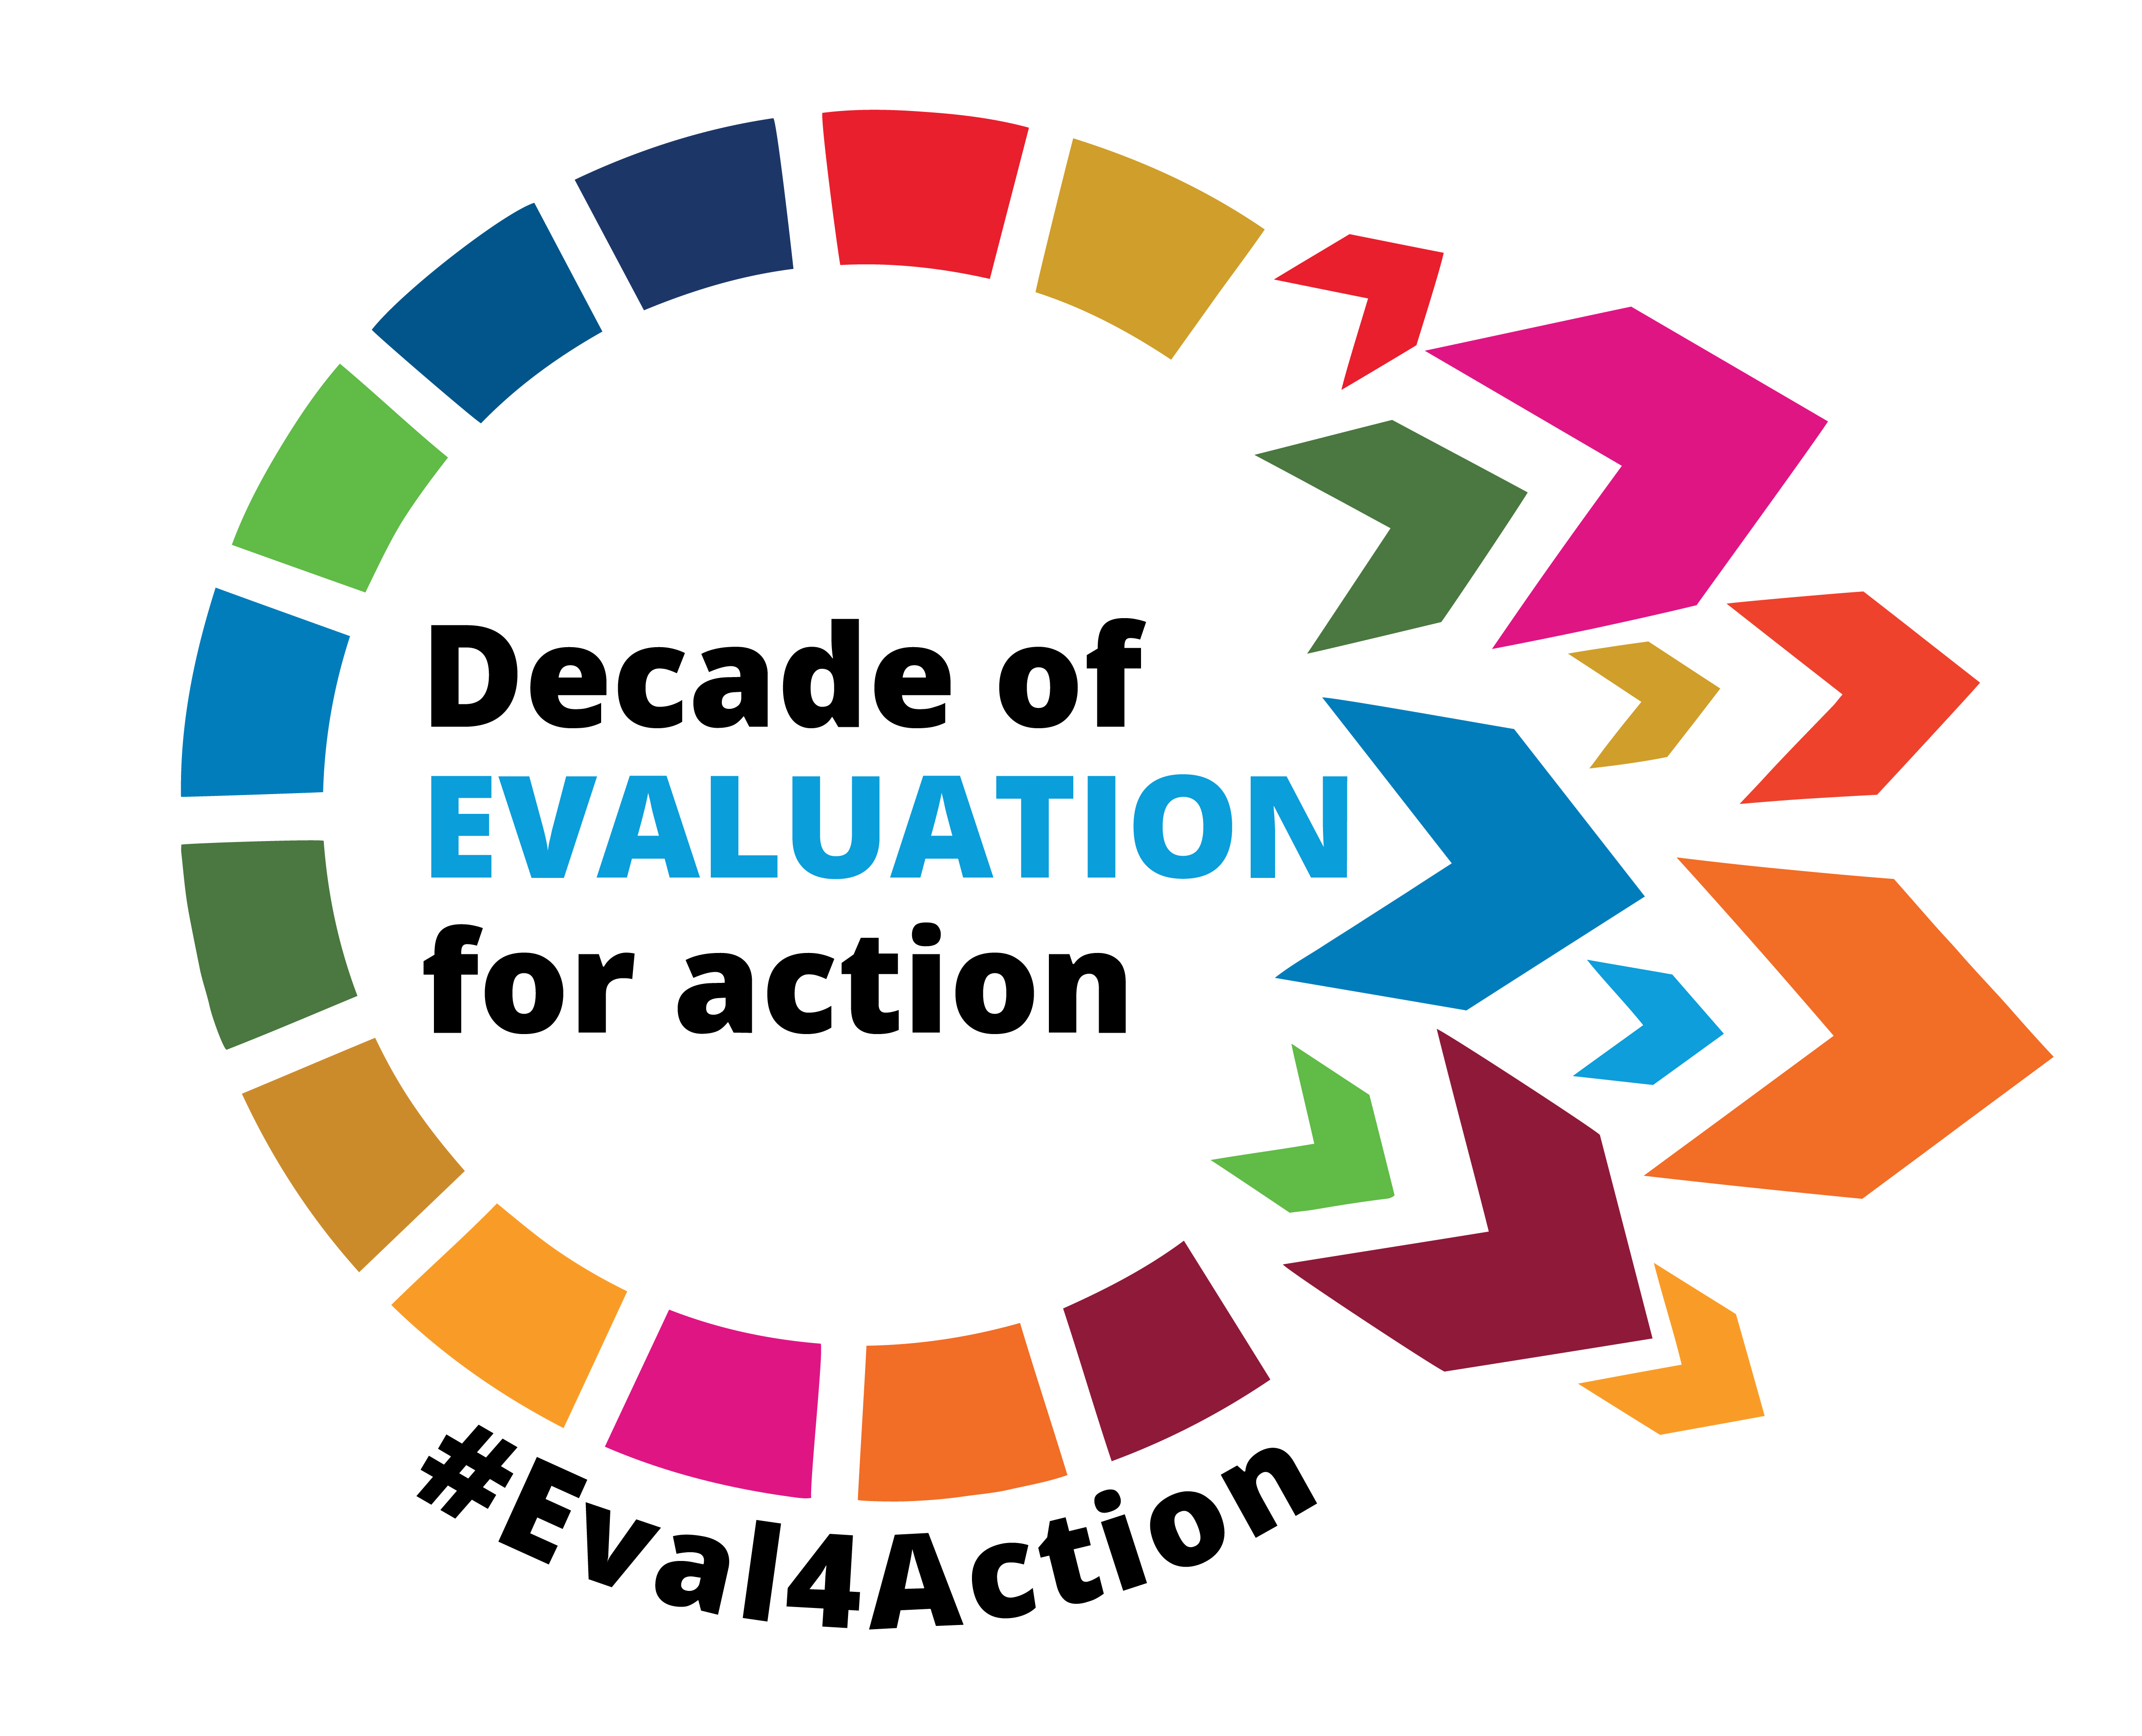 Decade of
EVALUATION
for action
#Eval4Action